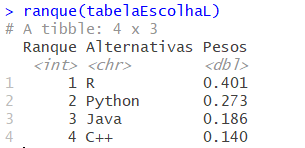 > ranque(tabelaEscolhaL)
# A tibble: 4 x 3
Ranque Alternativas Pesos
<int> <chr> <dbl>
1 1 R 0.401
2 2 Python 0.273
3 3 Java 0.186
4 4 C++ 0.140